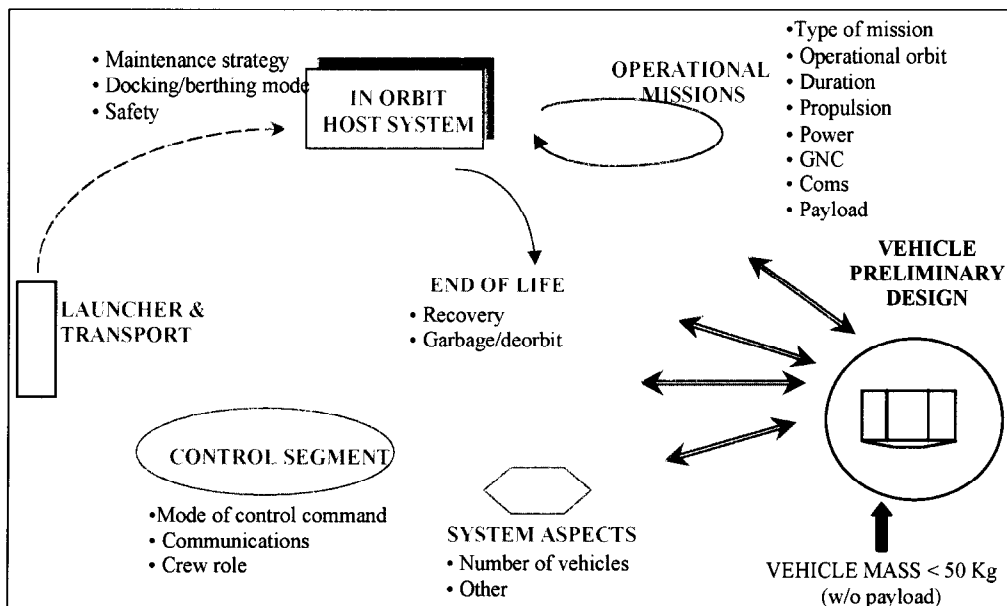 • Maintenance strategy
• Docking/berthing mode
• Safety
IN ORBIT
HOST SYSTEM
OPERATIONAL
MISSIONS
•Type of mission
• Operational orbit
• Duration
• Propulsion
• Power
• GNC
• Coms
• Payload
VEHICLE
PRELIMINARY
DESIGN
LAUNCHER &
TRANSPORT
END OF LIFE
• Recovery
• Garbage/deorbit
CONTROL SEGMENT
•Mode of control command
• Communications
• Crew role
SYSTEM ASPECTS
• Number of vehicles
• Other
VEHICLE MASS < 50 Kg
(w/o payload)